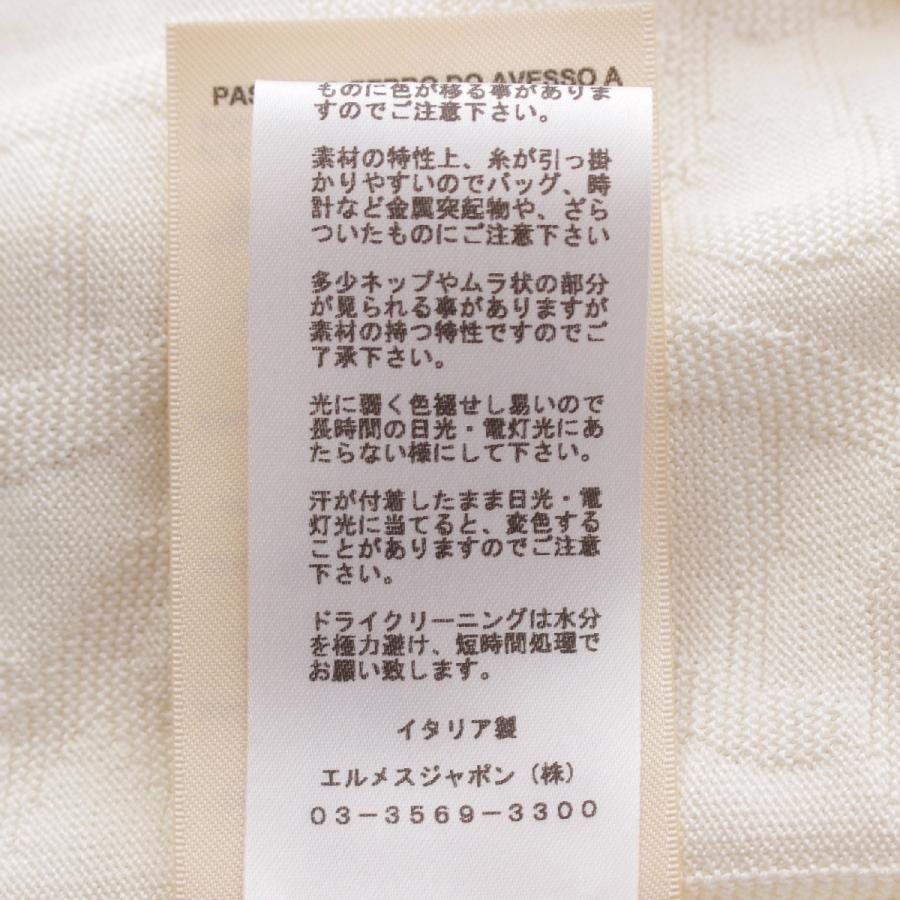 PAS
FERRO DO AVESSO A
ものに色が移る事がありま
すのでご注意下さい。
素材の特性上、糸が引っ掛
かりやすいのでバッグ、時
計など金属突起物や、ざら
ついたものにご注意下さい
多少ネップやムラ状の部分
が見られる事がありますが
素材の持つ特性ですのでご
了承下さい。
光に弱く色褪せし易いので
長時間の日光・電灯光にあ
たらない様にして下さい。
汗が付着したまま日光・電
灯光に当てると、変色する
ことがありますのでご注意
下さい。
ドライクリーニングは水分
を極力避け、短時間処理で
お願い致します。
イタリア製
エルメスジャポン（株）
03－3569－3300